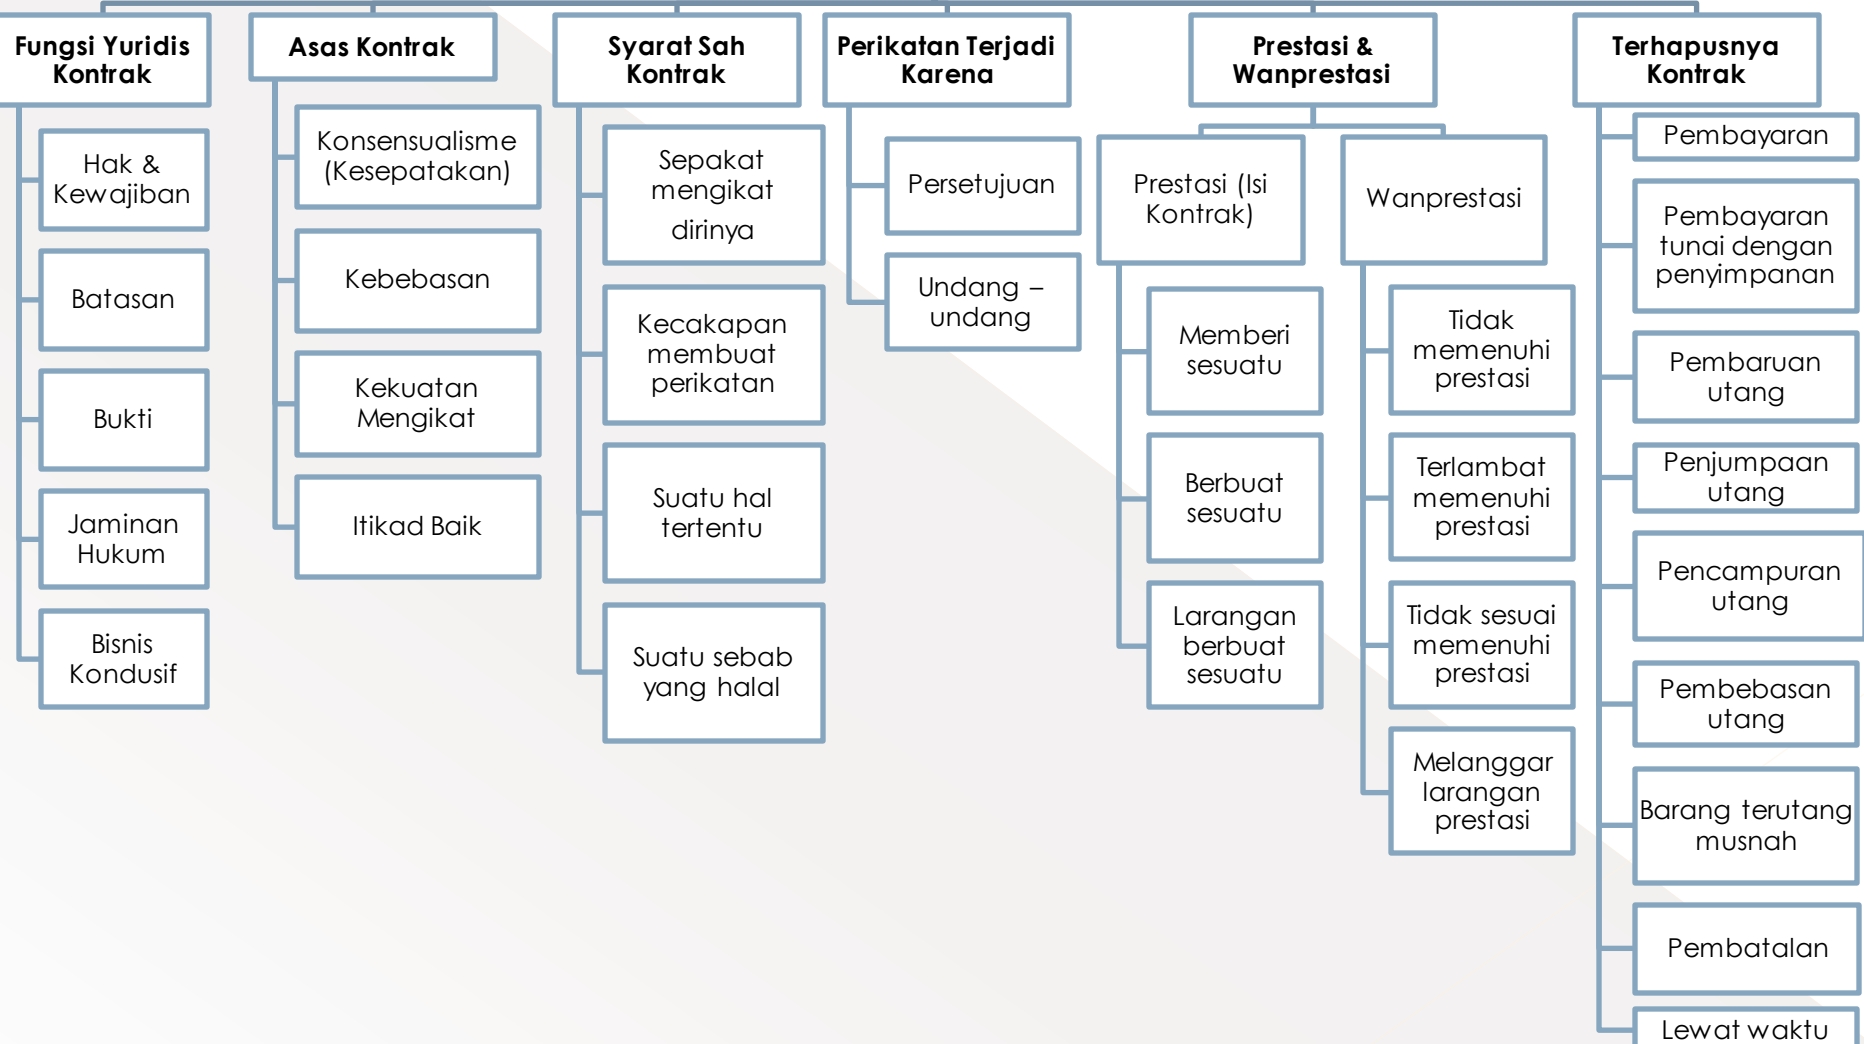 Fungsi Yuridis
Kontrak
Hak &
Kewajiban
Batasan
Bukti
Jaminan
Hukum
Bisnis
Kondusif
Asas Kontrak
Konsensualisme
(Kesepatakan)
Kebebasan
Kekuatan
Mengikat
Itikad Baik
Syarat Sah
Kontrak
Sepakat
mengikat
dirinya
Kecakapan
membuat
perikatan
Suatu hal
tertentu
Suatu sebab
yang halal
Perikatan Terjadi
Karena
Persetujuan
Undang –
undang
Prestasi &
Wanprestasi
Prestasi (Isi
Kontrak)
Memberi
sesuatu
Berbuat
sesuatu
Larangan
berbuat
sesuatu
Wanprestasi
Tidak
memenuhi
prestasi
Terlambat
memenuhi
prestasi
Tidak sesuai
memenuhi
prestasi
Melanggar
larangan
prestasi
Terhapusnya
Kontrak
Pembayaran
Pembayaran
tunai dengan
penyimpanan
Pembaruan
utang
Penjumpaan
utang
Pencampuran
utang
Pembebasan
utang
Barang terutang
musnah
Pembatalan
Lewat waktu